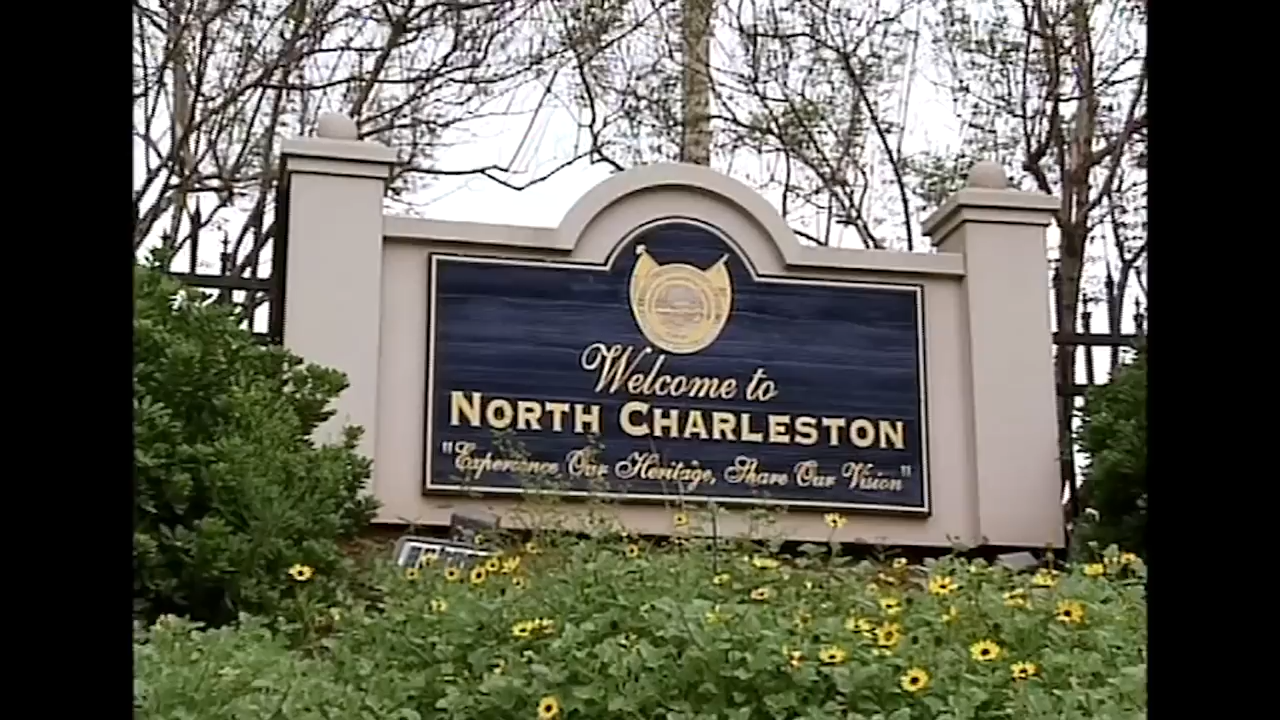 Welcome to
NORTH CHARLESTON
"Experience Our Heritage, Share Our Vision"